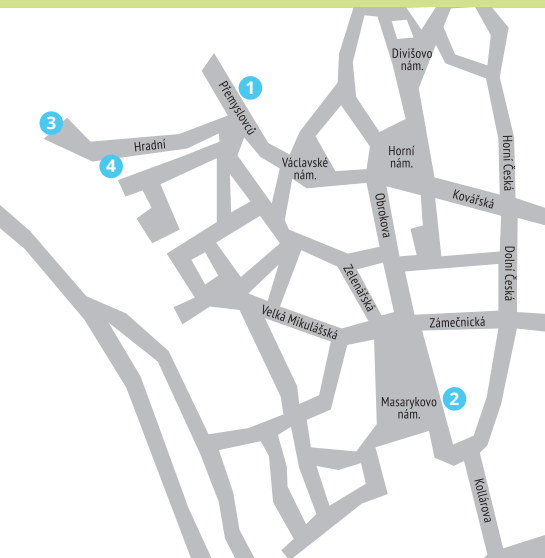 Divišovo
nám.
1
Přemyslovců
3
Hradní
4
Václavské
nám.
Horní
nám.
Horní Česká
Kovářská
Obrokova
Dolní Česká
Zelenářská
Velká Mikulášská
Zámečnická
Masarykovo
nám.
2
Kollárova